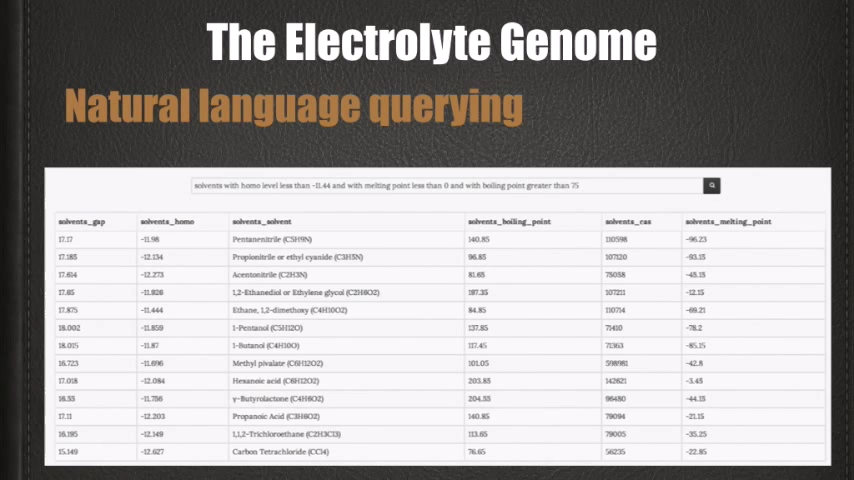 The Electrolyte Genome
Natural language querying
solvents with homo level less than -11.44 and with melting point less than 0 and with boiling point greater than 75
solvents_gap solvents_homo solvents_solvent solvents_boiling_point solvents_cas solvents_melting_point
17.17 -11.98 Pentanenitrile (C5H9N) 140.85 110598 -96.23
17.185 -12.134 Propionitrile or ethyl cyanide (C3H5N) 96.85 107120 -93.15
17.614 -12.273 Acentonitrile (C2H3N) 81.65 75058 -45.15
17.65 -11.826 1,2-Ethanediol or Ethylene glycol (C2H6O2) 197.35 107211 -12.15
17.875 -11.444 Ethane, 1,2-dimethoxy (C4H10O2) 84.85 110714 -69.21
18.002 -11.859 1-Pentanol (C5H12O) 137.85 71410 -78.2
18.015 -11.87 1-Butanol (C4H10O) 117.45 71363 -85.15
16.723 -11.696 Methyl pivalate (C6H12O2) 101.05 598981 -42.8
17.018 -12.084 Hexanoic acid (C6H12O2) 203.85 142621 -3.45
16.55 -11.756 γ-Butyrolactone (C4H6O2) 204.55 96480 -44.15
17.11 -12.203 Propanoic Acid (C3H6O2) 140.85 79094 -21.15
16.195 -12.149 1,1,2-Trichloroethane (C2H3Cl3) 113.65 79005 -35.25
15.149 -12.627 Carbon Tetrachloride (CCl4) 76.65 56235 -22.85